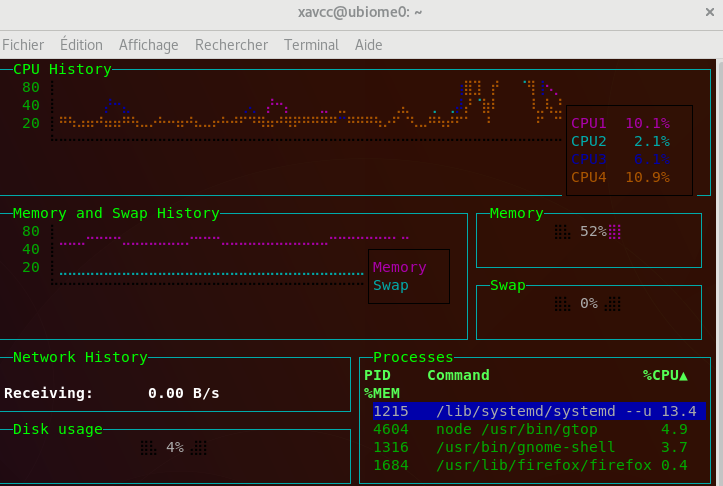 xavcc@ubiome0: ~
Fichier Édition Affichage Rechercher Terminal Aide
CPU History
80
40
20
CPU1 10.1%
CPU2 2.1%
CPU3 8.1%
CPU4 10.9%
Memory and Swap History
80
40
20
Memory
Swap
Memory
52%
Swap
0%
Network History
Receiving: 0.00 B/s
Disk usage
4%
Processes
PID Command %CPU▲
%MEM
1215 /lib/systemd/systemd --u 13.4
4604 node /usr/bin/gtop 4.9
1316 /usr/bin/gnome-shell 3.7
1684 /usr/lib/firefox/firefox 0.4